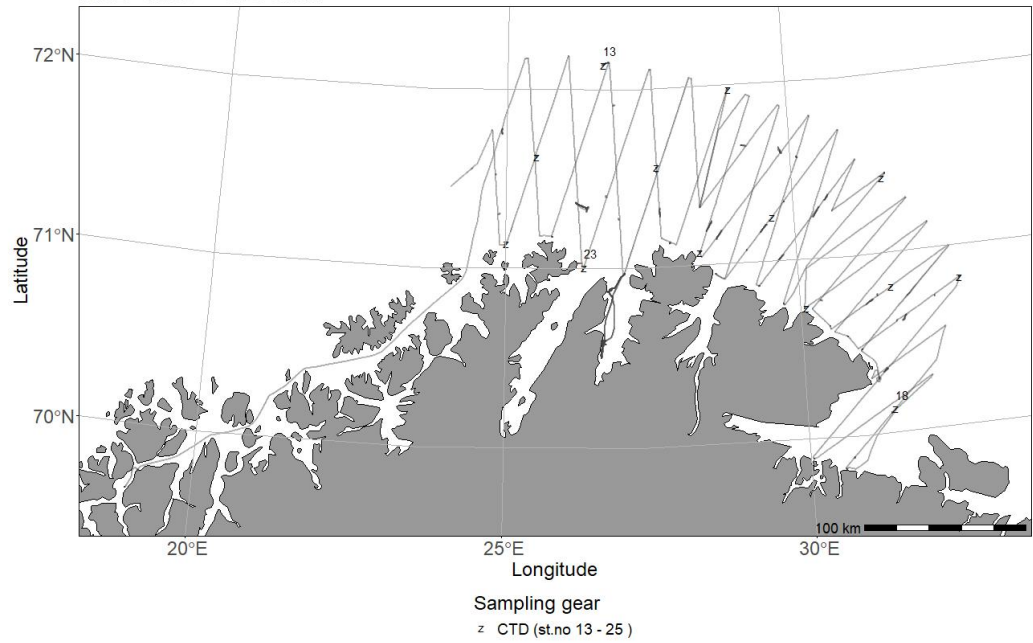 72°N
71°N
70°N
Latitude
13
z
z
z
z
z
z
z
23
z
z
z
z
z
18
z
100 km
20°E
25°E
30°E
Longitude
Sampling gear
z CTD (st.no 13 - 25 )